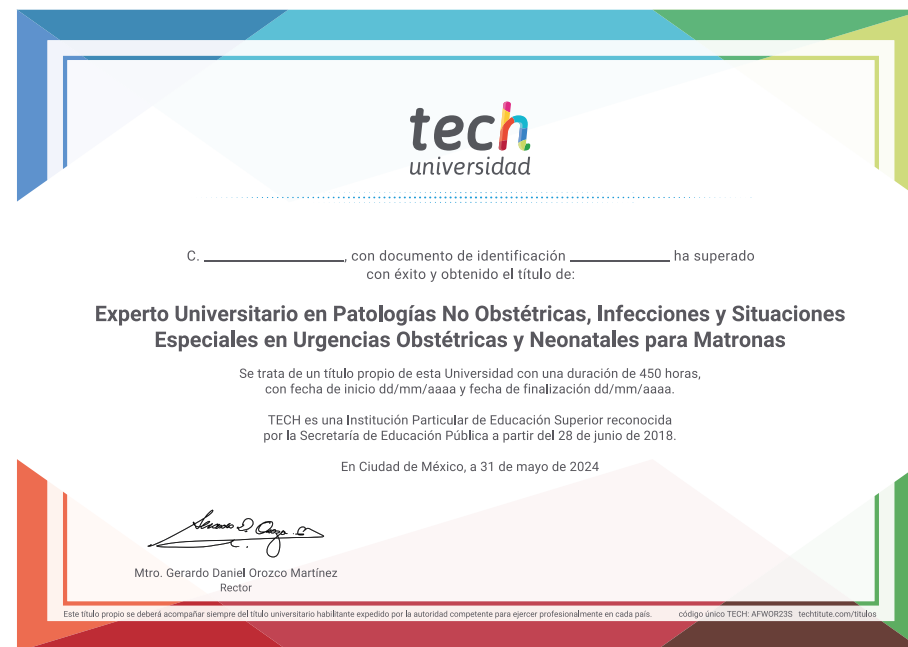 tech
universidad
C. ____________, con documento de identificación ____________ ha superado
con éxito y obtenido el título de:
Experto Universitario en Patologías No Obstétricas, Infecciones y Situaciones
Especiales en Urgencias Obstétricas y Neonatales para Matronas
Se trata de un título propio de esta Universidad con una duración de 450 horas,
con fecha de inicio dd/mm/aaaa y fecha de finalización dd/mm/aaaa.
TECH es una Institución Particular de Educación Superior reconocida
por la Secretaría de Educación Pública a partir del 28 de junio de 2018.
En Ciudad de México, a 31 de mayo de 2024
Mtro. Gerardo Daniel Orozco Martínez
Rector
Este título propio se deberá acompañar siempre del título universitario habilitante expedido por la autoridad competente para ejercer profesionalmente en cada país. código único TECH: AFWOR23S techtitute.com/titulos